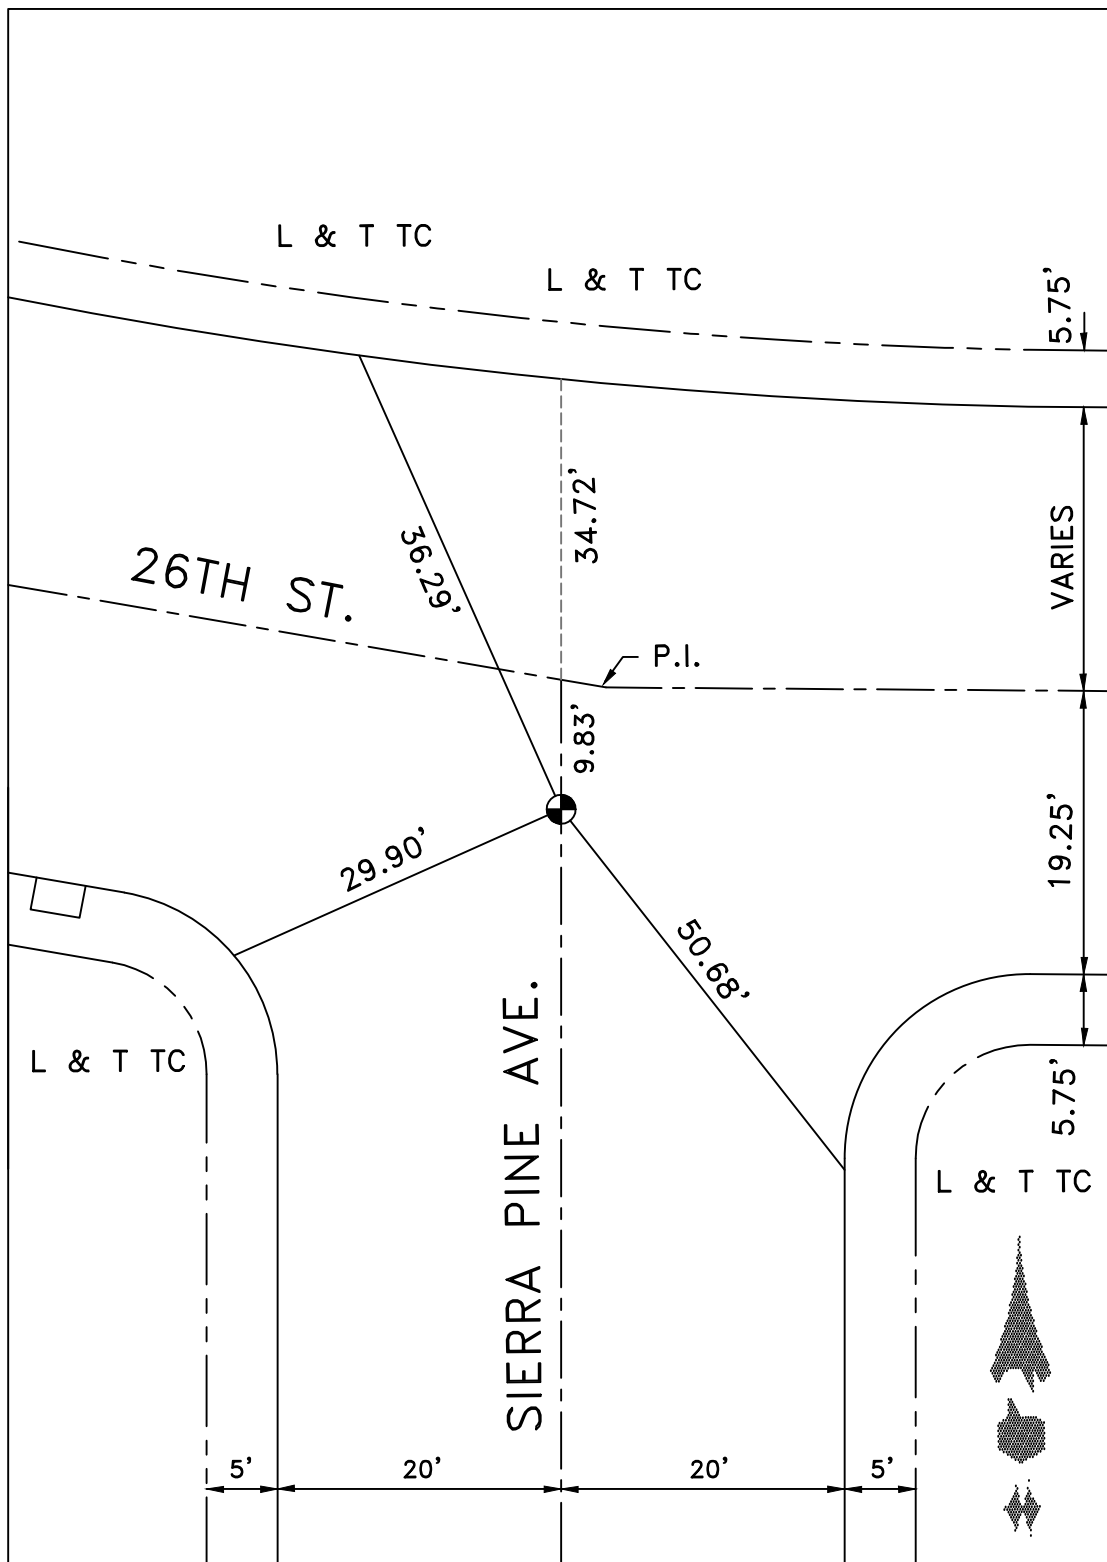 L & T TC
L & T TC
5.75’
34.72’
36.29’
VARIES
26TH ST.
P.I.
9.83’
29.90’
19.25’
50.68’
SIERRA PINE AVE.
L & T TC
5.75’
L & T TC
5’
20’
20’
5’